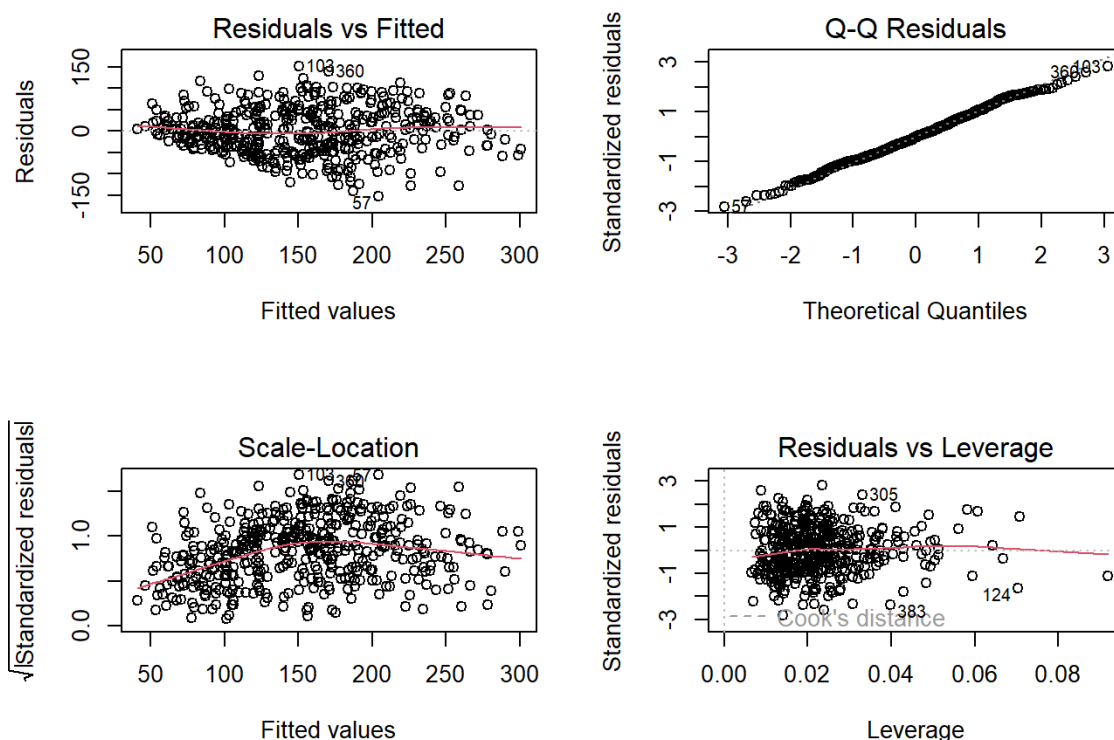 Residuals vs Fitted
Residuals
-150 0 150
103
360
57
50 100 150 200 250 300
Fitted values
Q-Q Residuals
Standardized residuals
-3 -1 1 3
103
360
57
-3 -2 -1 0 1 2 3
Theoretical Quantiles
Scale-Location
√|Standardized residuals|
0.0 1.0
103
57
360
50 100 150 200 250 300
Fitted values
Residuals vs Leverage
Standardized residuals
-3 -1 1 3
305
124
383
Cook's distance
0.00 0.02 0.04 0.06 0.08
Leverage